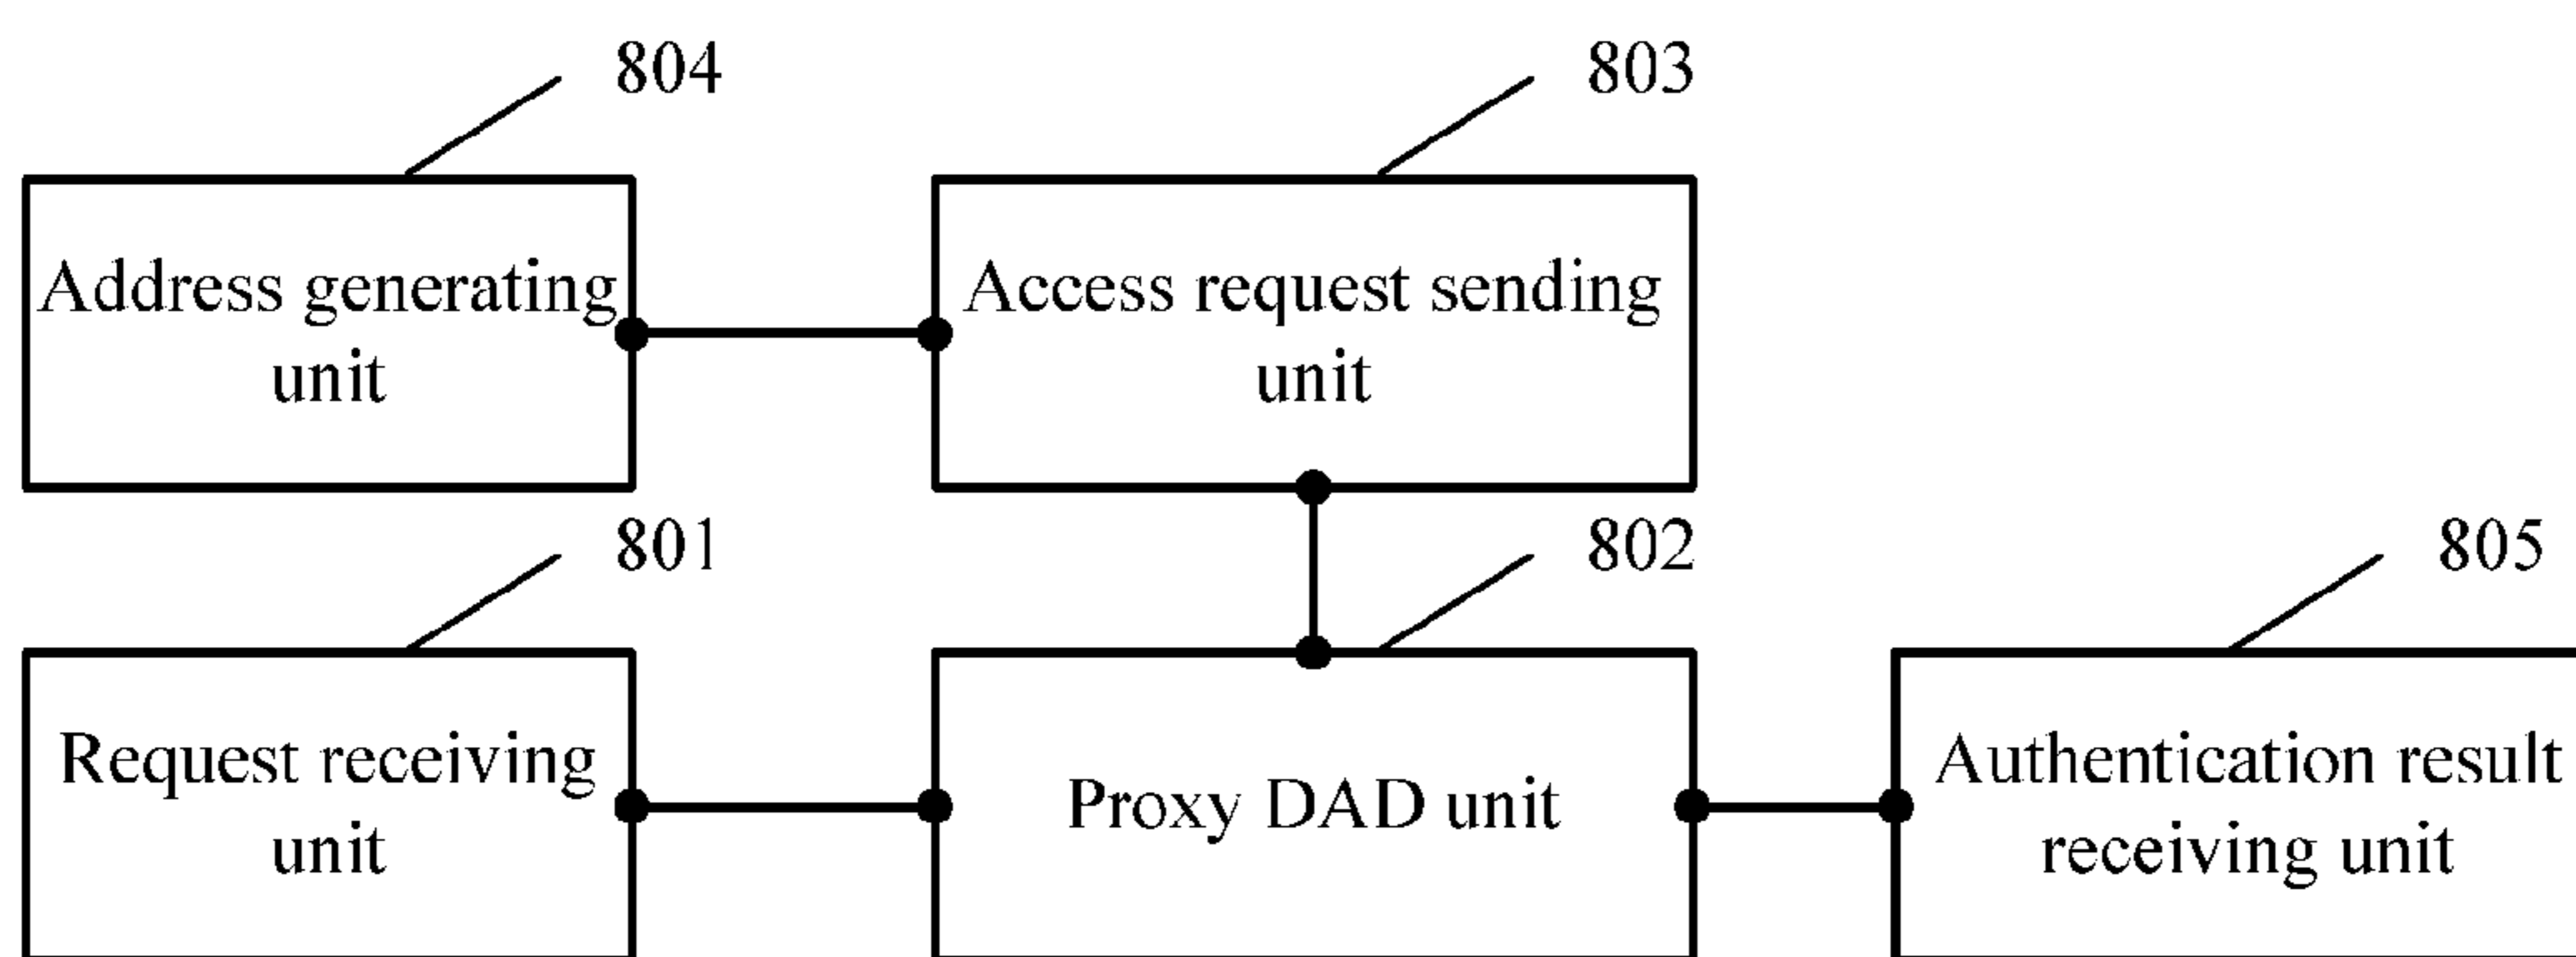 804
803
Address generating
unit
Access request sending
unit
801
802
805
Request receiving
unit
Proxy DAD unit
Authentication result
receiving unit